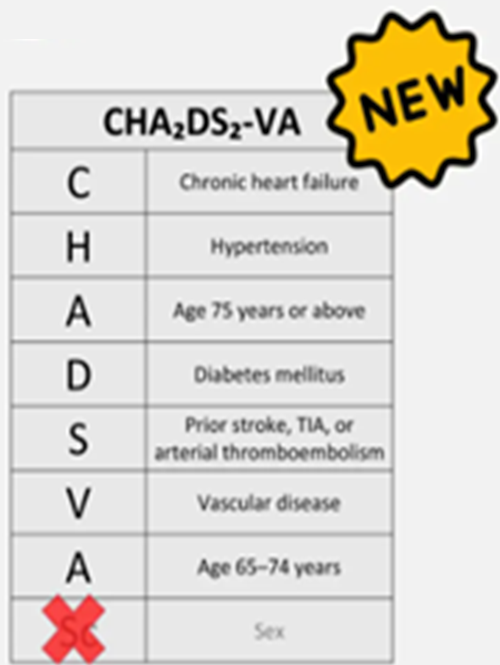 NEW
CHA₂DS₂-VA
C Chronic heart failure
H Hypertension
A Age 75 years or above
D Diabetes mellitus
S Prior stroke, TIA, or
arterial thromboembolism
V Vascular disease
A Age 65–74 years
Sc Sex